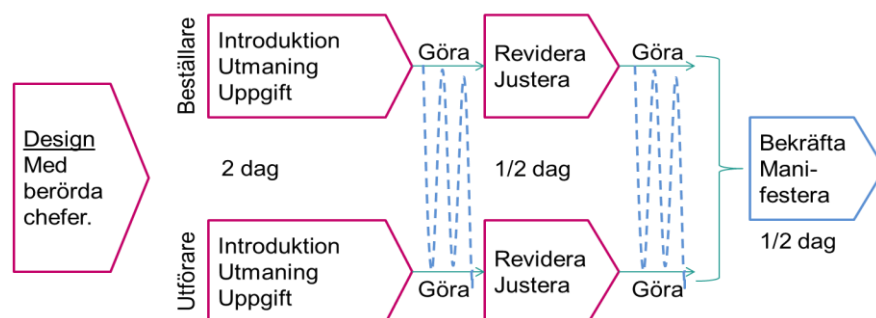 Design
Med
berörda
chefer.
Beställare
Introduktion
Utmaning
Uppgift
Göra
Revidera
Justera
Göra
2 dag
1/2 dag
Utförare
Introduktion
Utmaning
Uppgift
Göra
Revidera
Justera
Göra
Bekräfta
Mani-
festera
1/2 dag